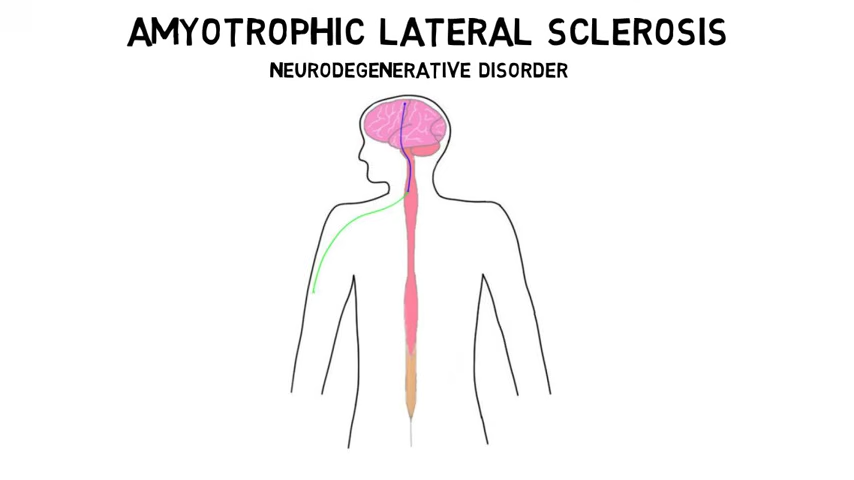 AMYOTROPHIC LATERAL SCLEROSIS
NEURODEGENERATIVE DISORDER